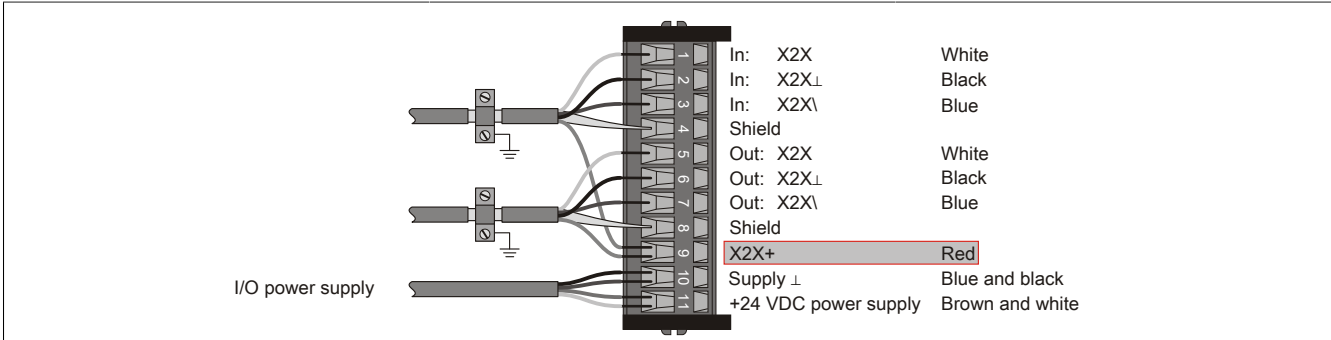 1 In: X2X White
2 In: X2X⊥ Black
3 In: X2X\ Blue
4 Shield
5 Out: X2X White
6 Out: X2X⊥ Black
7 Out: X2X\ Blue
8 Shield
9 X2X+ Red
I/O power supply
10 Supply ⊥ Blue and black
11 +24 VDC power supply Brown and white